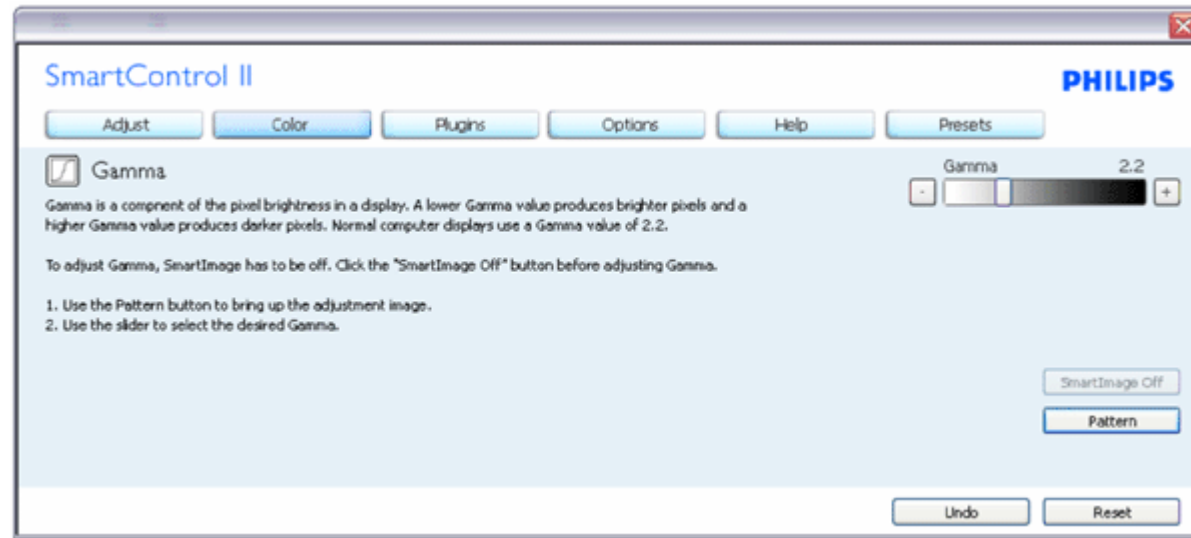 SmartControl II
PHILIPS
Adjust Color Plugins Options Help Presets
Gamma
Gamma 2.2
- +
Gamma is a compnent of the pixel brightness in a display. A lower Gamma value produces brighter pixels and a
higher Gamma value produces darker pixels. Normal computer displays use a Gamma value of 2.2.
To adjust Gamma, SmartImage has to be off. Click the "SmartImage Off" button before adjusting Gamma.
1. Use the Pattern button to bring up the adjustment image.
2. Use the slider to select the desired Gamma.
SmartImage Off
Pattern
Undo Reset